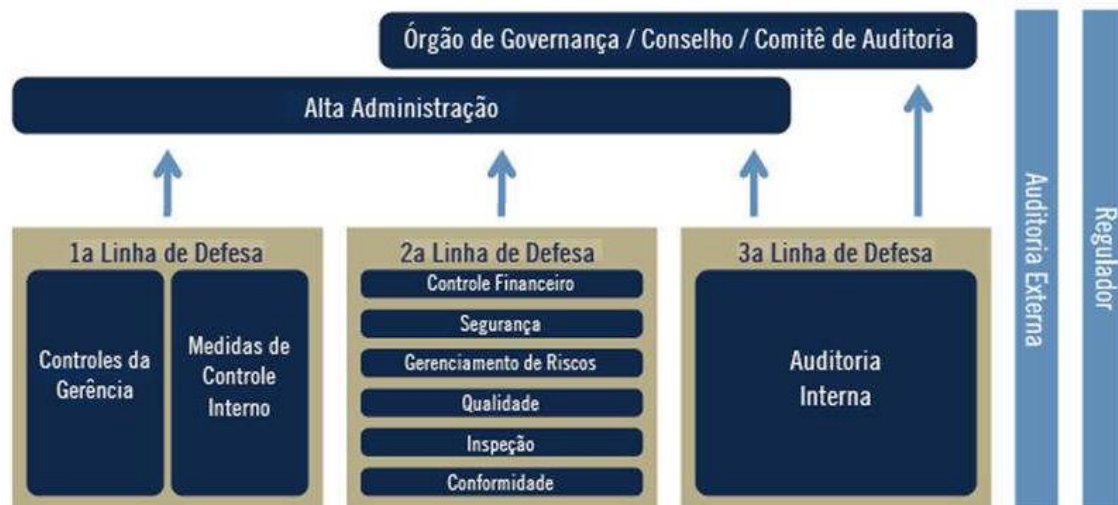 Órgão de Governança / Conselho / Comitê de Auditoria
Alta Administração
1a Linha de Defesa
Controles da
Gerência
Medidas de
Controle
Interno
2a Linha de Defesa
Controle Financeiro
Segurança
Gerenciamento de Riscos
Qualidade
Inspeção
Conformidade
3a Linha de Defesa
Auditoria
Interna
Auditoria Externa
Regulador